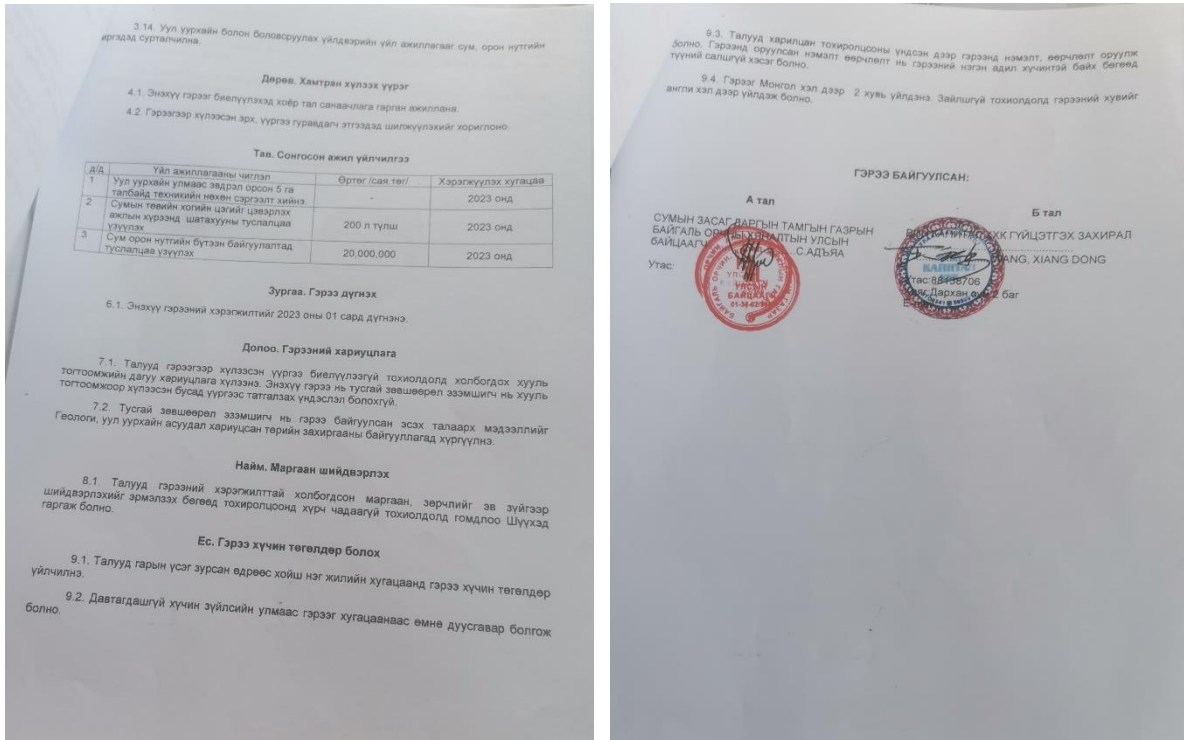 3.14. Уул уурхайн болон боловсруулах үйлдвэрийн үйл ажиллагааг сум, орон нутгийн
иргэдэд сурталчилна.
Дөрөв. Хамтран хүлээх үүрэг
4.1. Энэхүү гэрээг биелүүлэхэд хоёр тал санаачлага гарган ажиллана.
4.2. Гэрээгээр хүлээсэн эрх, үүргээ гуравдагч этгээдэд шилжүүлэхийг хориглоно.
Тав. Сонгосон ажил үйлчилгээ
д/д Үйл ажиллагааны чиглэл Өртөг /сая төг/ Хэрэгжүүлэх хугацаа
1 Уул уурхайн улмаас эвдрэл орсон 5 га
талбайд техникийн нөхөн сэргээлт хийнэ. - 2023 онд
2 Сумын төвийн хогийн цэгийг цэвэрлэх
ажлын хүрээнд шатахууны туслалцаа
үзүүлэх 200 л түлш 2023 онд
3 Сум орон нутгийн бүтээн байгуулалтад
туслалцаа үзүүлэх 20,000,000 2023 онд
Зургаа. Гэрээ дүгнэх
6.1. Энэхүү гэрээний хэрэгжилтийг 2023 оны 01 сард дүгнэнэ.
Долоо. Гэрээний хариуцлага
7.1. Талууд гэрээгээр хүлээсэн үүргээ биелүүлээгүй тохиолдолд холбогдох хууль
тогтоомжийн дагуу хариуцлага хүлээнэ. Энэхүү гэрээ нь тусгай зөвшөөрөл эзэмшигч нь хууль
тогтоомжоор хүлээсэн бусад үүргээс татгалзах үндэслэл болохгүй.
7.2. Тусгай зөвшөөрөл эзэмшигч нь гэрээ байгуулсан эсэх талаарх мэдээллийг
Геологи, уул уурхайн асуудал хариуцсан төрийн захиргааны байгууллагад хүргүүлнэ.
Найм. Маргаан шийдвэрлэх
8.1. Талууд гэрээний хэрэгжилттай холбогдсон маргаан, зөрчлийг эв зүйгээр
шийдвэрлэхийг эрмэлзэх бөгөөд тохиролцоонд хүрч чадаагүй тохиолдолд гомдлоо Шүүхэд
гаргаж болно.
Ес. Гэрээ хүчин төгөлдөр болох
9.1. Талууд гарын үсэг зурсан өдрөөс хойш нэг жилийн хугацаанд гэрээ хүчин төгөлдөр
үйлчилнэ.
9.2. Давтагдашгүй хүчин зүйлсийн улмаас гэрээг хугацаанаас өмнө дуусгавар болгож
болно.
9.3. Талууд харилцан тохиролцсоны үндсэн дээр гэрээнд нэмэлт, өөрчлөлт оруулж
болно. Гэрээнд оруулсан нэмэлт өөрчлөлт нь гэрээний нэгэн адил хүчинтэй байх бөгөөд
түүний салшгүй хэсэг болно.
9.4. Гэрээг Монгол хэл дээр 2 хувь үйлдэнэ. Зайлшгүй тохиолдолд гэрээний хувийг
англи хэл дээр үйлдэж болно.
ГЭРЭЭ БАЙГУУЛСАН:
А тал
СУМЫН ЗАСАГ ДАРГЫН ТАМГЫН ГАЗРЫН
БАЙГАЛЬ ОРЧНЫ ХЯНАЛТЫН УЛСЫН
БАЙЦААГЧ С.АДЪЯА
Утас:
УЛСЫН
БАЙЦААГЧ
Б тал
ХХК ГҮЙЦЭТГЭХ ЗАХИРАЛ
WANG, XIANG DONG
КАПИТАЛ
Утас:88138706
Дархан сум 2 баг